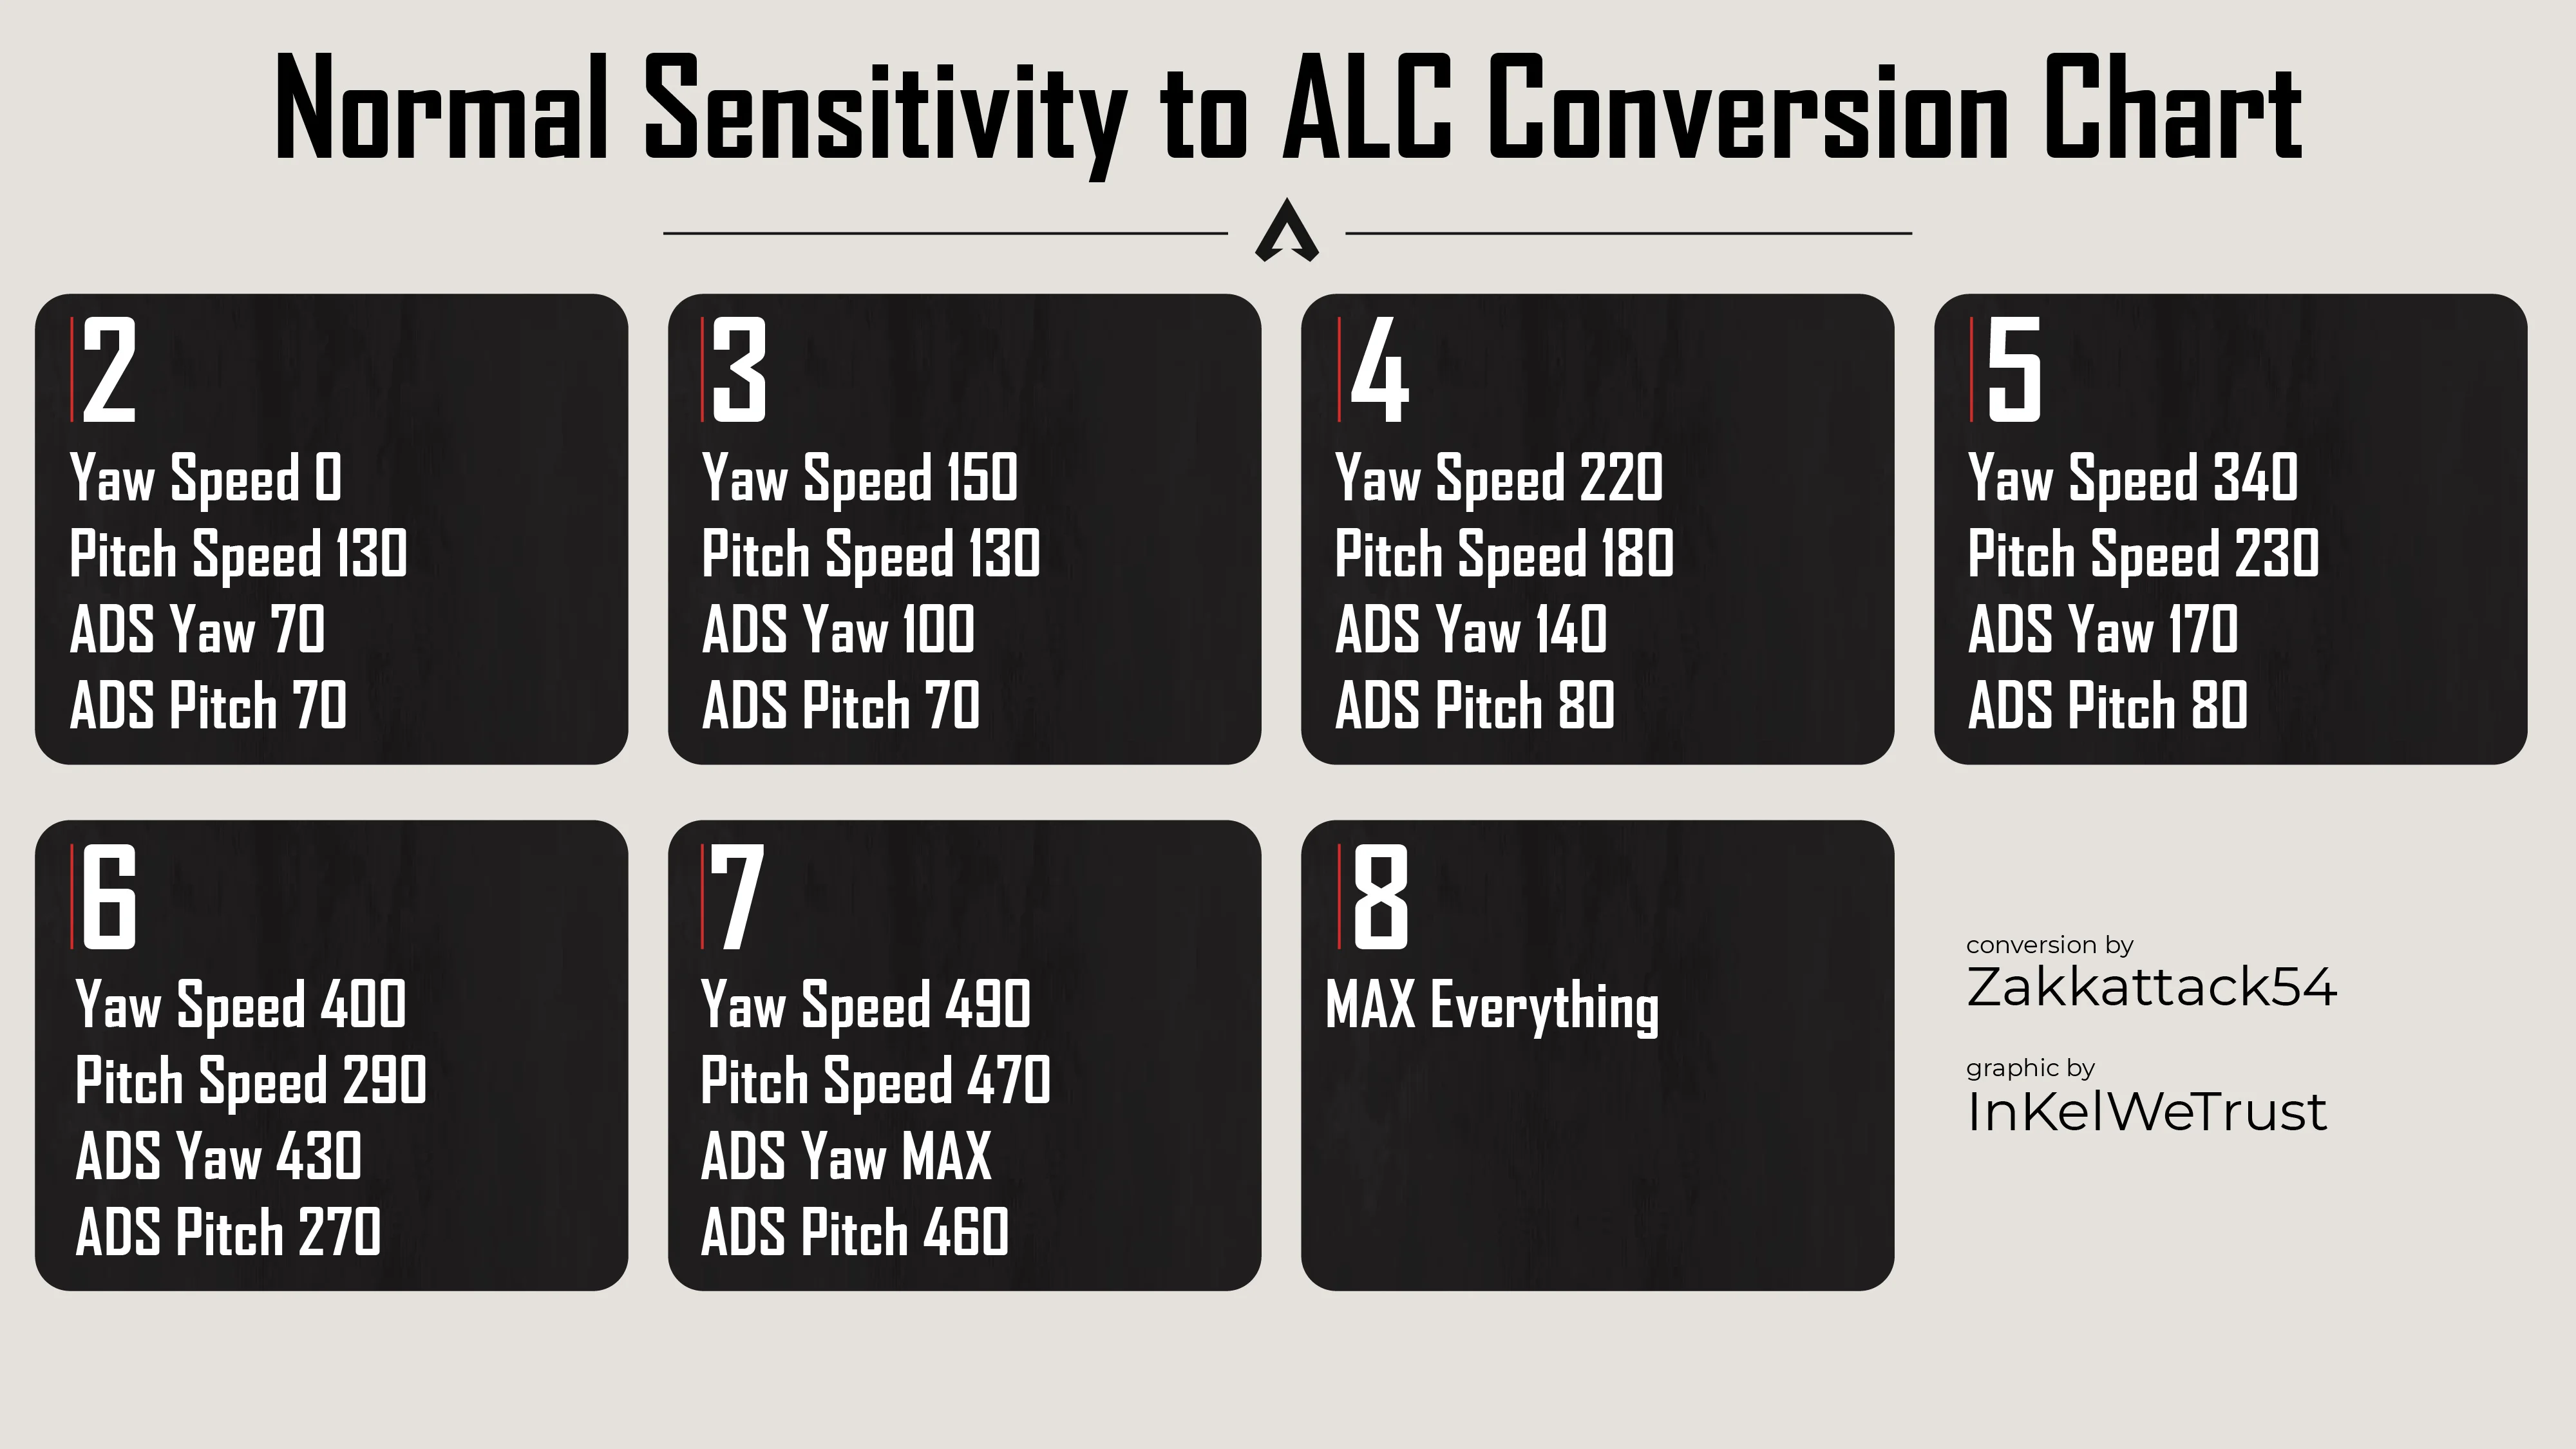 Normal Sensitivity to ALC Conversion Chart
2
Yaw Speed 0
Pitch Speed 130
ADS Yaw 70
ADS Pitch 70
3
Yaw Speed 150
Pitch Speed 130
ADS Yaw 100
ADS Pitch 70
4
Yaw Speed 220
Pitch Speed 180
ADS Yaw 140
ADS Pitch 80
5
Yaw Speed 340
Pitch Speed 230
ADS Yaw 170
ADS Pitch 80
6
Yaw Speed 400
Pitch Speed 290
ADS Yaw 430
ADS Pitch 270
7
Yaw Speed 490
Pitch Speed 470
ADS Yaw MAX
ADS Pitch 460
8
MAX Everything
conversion by
Zakkattack54
graphic by
InKelWeTrust